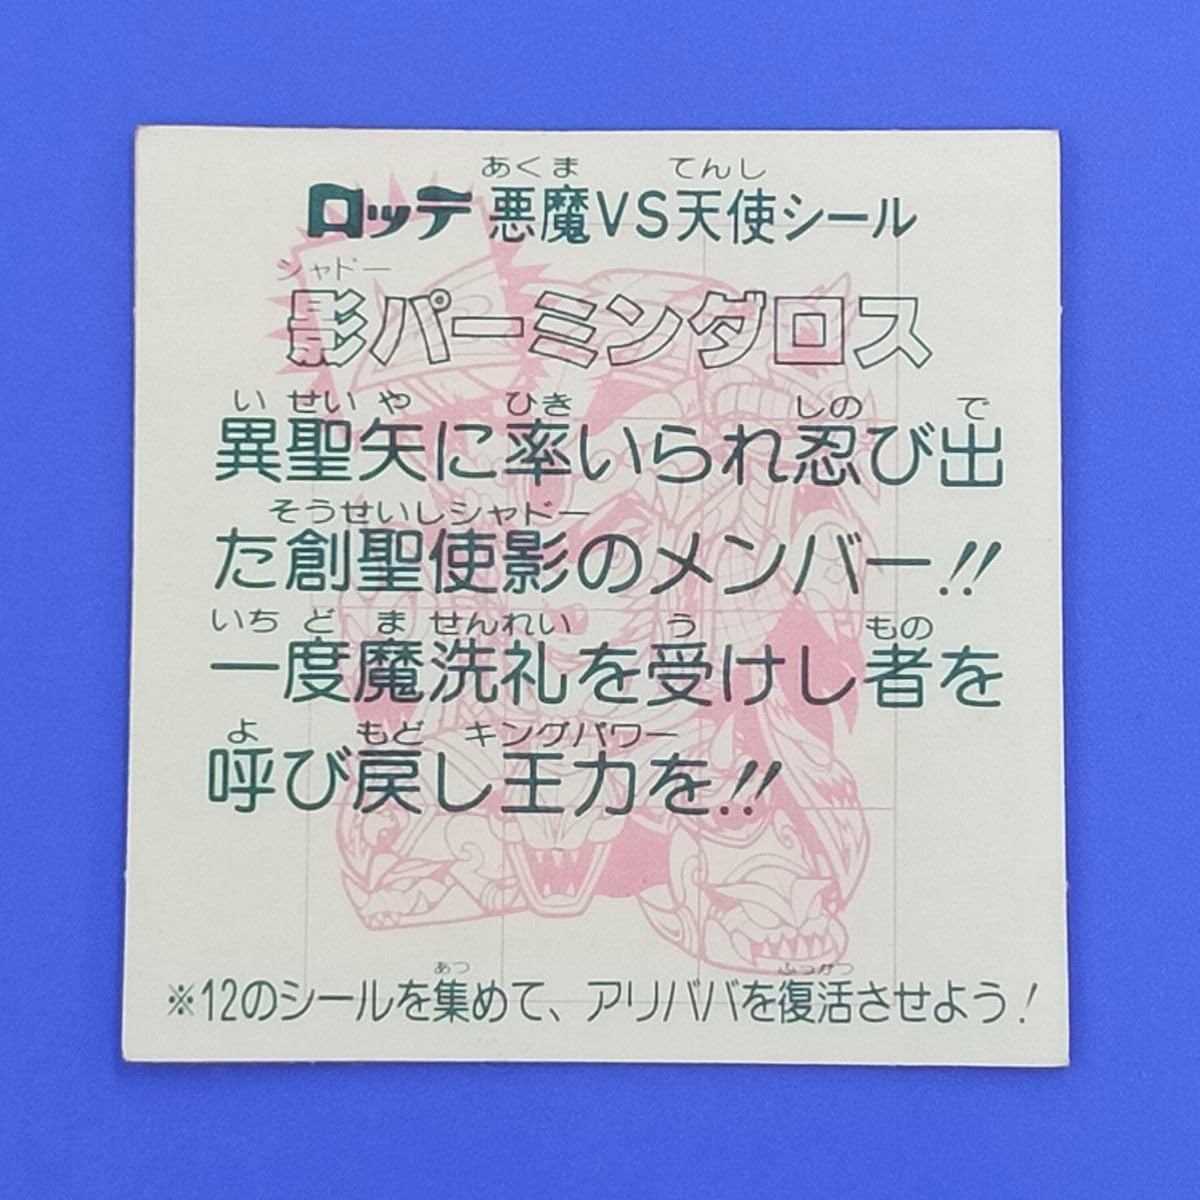 あくま てんし
ロッテ 悪魔VS天使シール
シャドー
影パーミンダロス
い せい や ひき しの で
異聖矢に率いられ忍び出
そうせいしシャドー
た創聖使影のメンバー!!
いち ど ま せんれい う もの
一度魔洗礼を受けし者を
よ もど キングパワー
呼び戻し王力を!!
あつ ふっかつ
※12のシールを集めて、アリババを復活させよう!